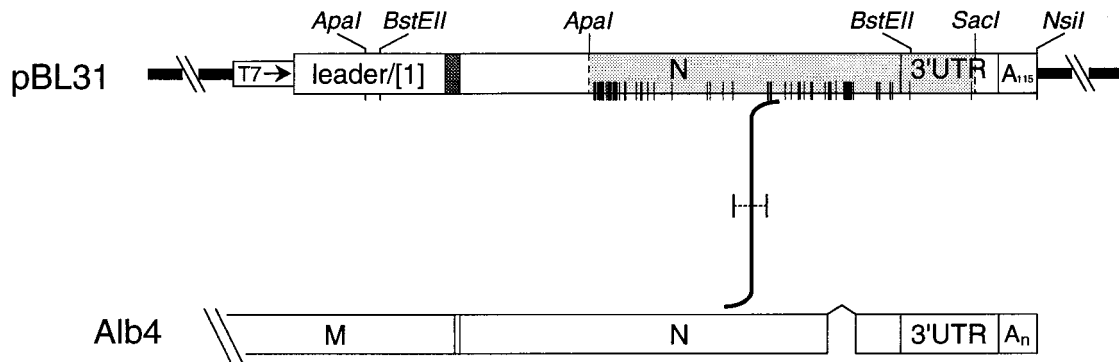 ApaI BstEII ApaI BstEII SacI NsiI
pBL31 T7→ leader/[1] N 3'UTR A115
Alb4 M N 3'UTR An